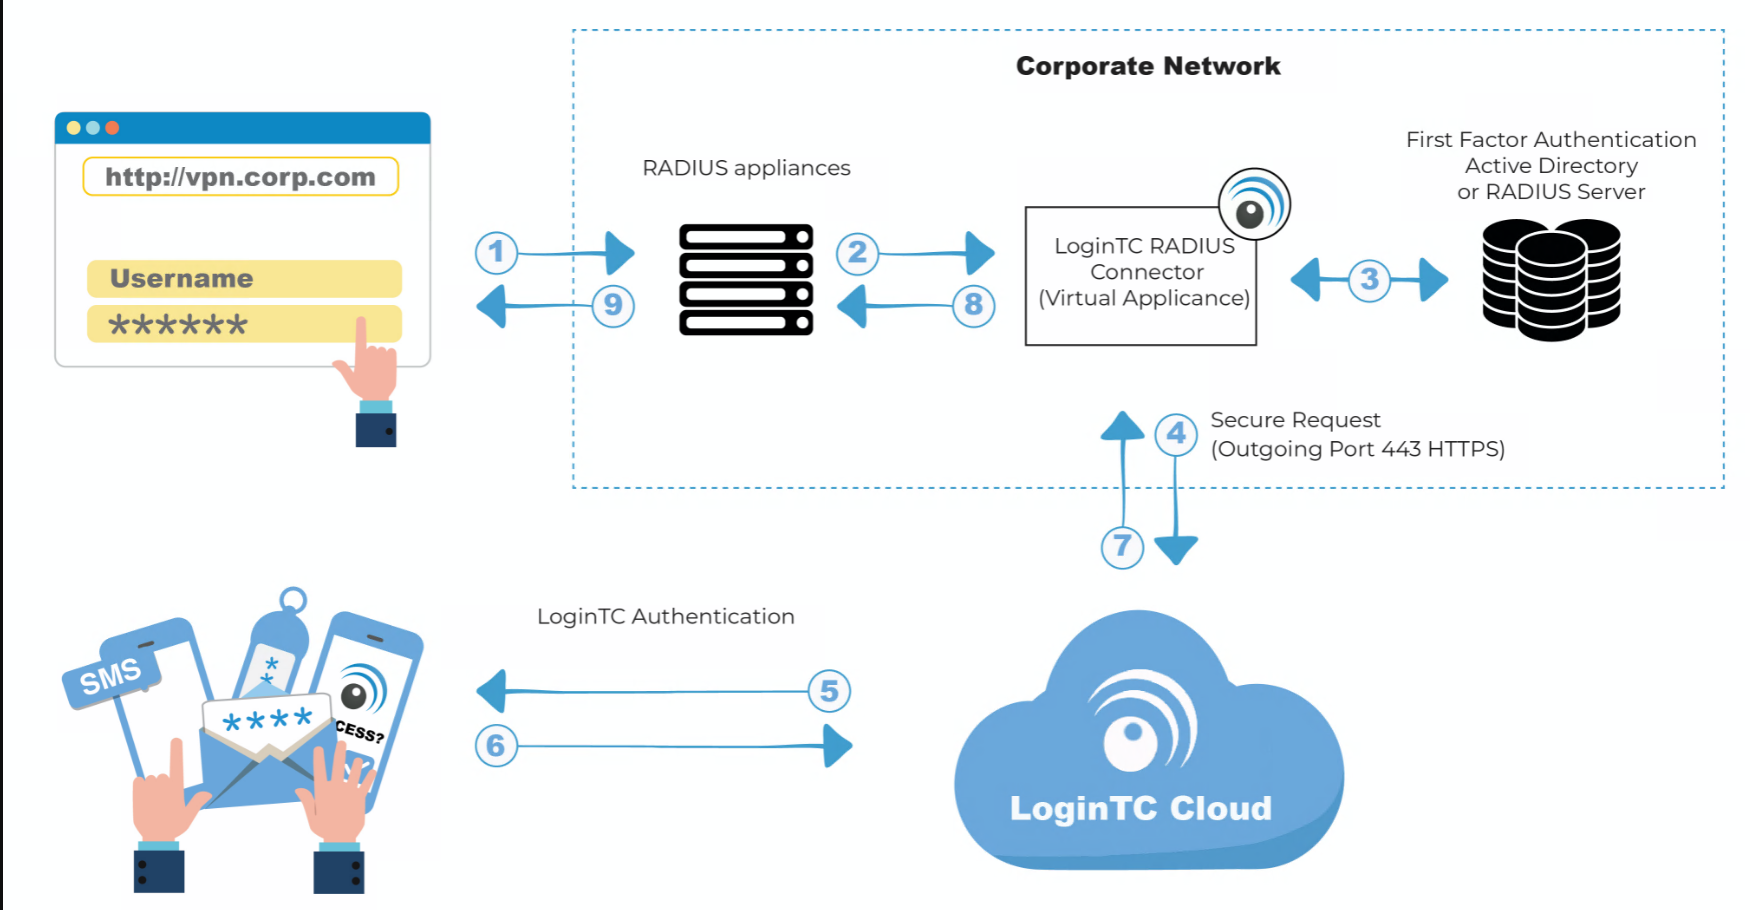 Corporate Network
http://vpn.corp.com
Username
******
RADIUS appliances
LoginTC RADIUS
Connector
(Virtual Applicance)
First Factor Authentication
Active Directory
or RADIUS Server
1
2
3
9
8
4
Secure Request
(Outgoing Port 443 HTTPS)
7
LoginTC Authentication
5
6
SMS
**
****
CESS?
LoginTC Cloud